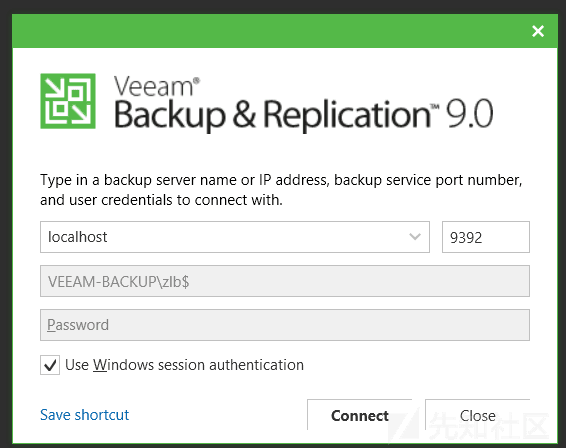 Veeam®
Backup & Replication™ 9.0
Type in a backup server name or IP address, backup service port number,
and user credentials to connect with.
localhost 9392
VEEAM-BACKUP\zlb$
Password
Use Windows session authentication
Save shortcut Connect Close
先知社区